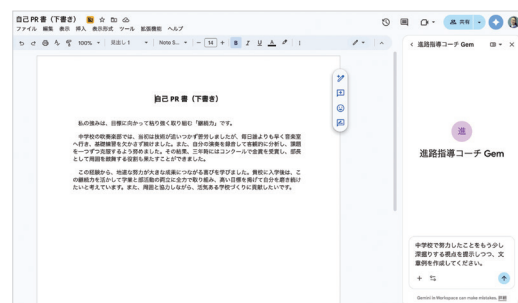 自己 PR 書（下書き）
ファイル 編集 表示 挿入 表示形式 ツール 拡張機能 ヘルプ
共有
100% 見出し 1 Note S... 14 B I U A
自己 PR 書（下書き）
私の強みは、目標に向かって粘り強く取り組む「継続力」です。
中学校の吹奏楽部では、当初は技術が追いつかず苦労しましたが、毎日誰よりも早く音楽室
へ行き、基礎練習を欠かさず続けました。また、自分の演奏を録音して客観的に分析し、課題
を一つずつ克服するよう努めました。その結果、三年時にはコンクールで金賞を受賞し、部長
として周囲を鼓舞する役割も果たすことができました。
この経験から、地道な努力が大きな成果につながる喜びを学びました。貴校に入学後は、こ
の継続力を活かして学業と部活動の両立に全力で取り組み、高い目標を掲げて自分を磨き続け
たいと考えています。また、周囲と協力しながら、活気ある学校づくりに貢献したいです。
進路指導コーチ Gem
進
進路指導コーチ Gem
中学校で努力したことをもう少し
深掘りする視点を提示しつつ、文
章例を作成してください。
Gemini in Workspace can make mistakes. 詳細